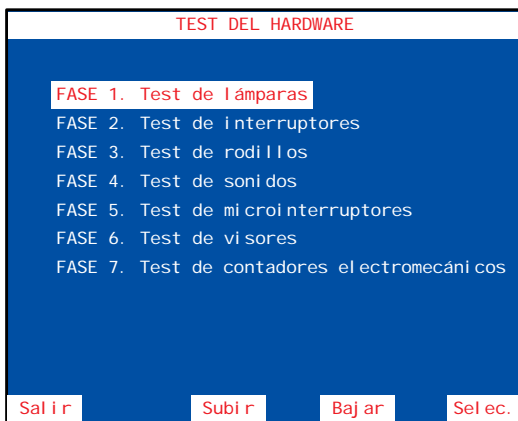 TEST DEL HARDWARE
FASE 1. Test de lámparas
FASE 2. Test de interruptores
FASE 3. Test de rodillos
FASE 4. Test de sonidos
FASE 5. Test de microinterruptores
FASE 6. Test de visores
FASE 7. Test de contadores electromecánicos
Salir Subir Bajar Selec.